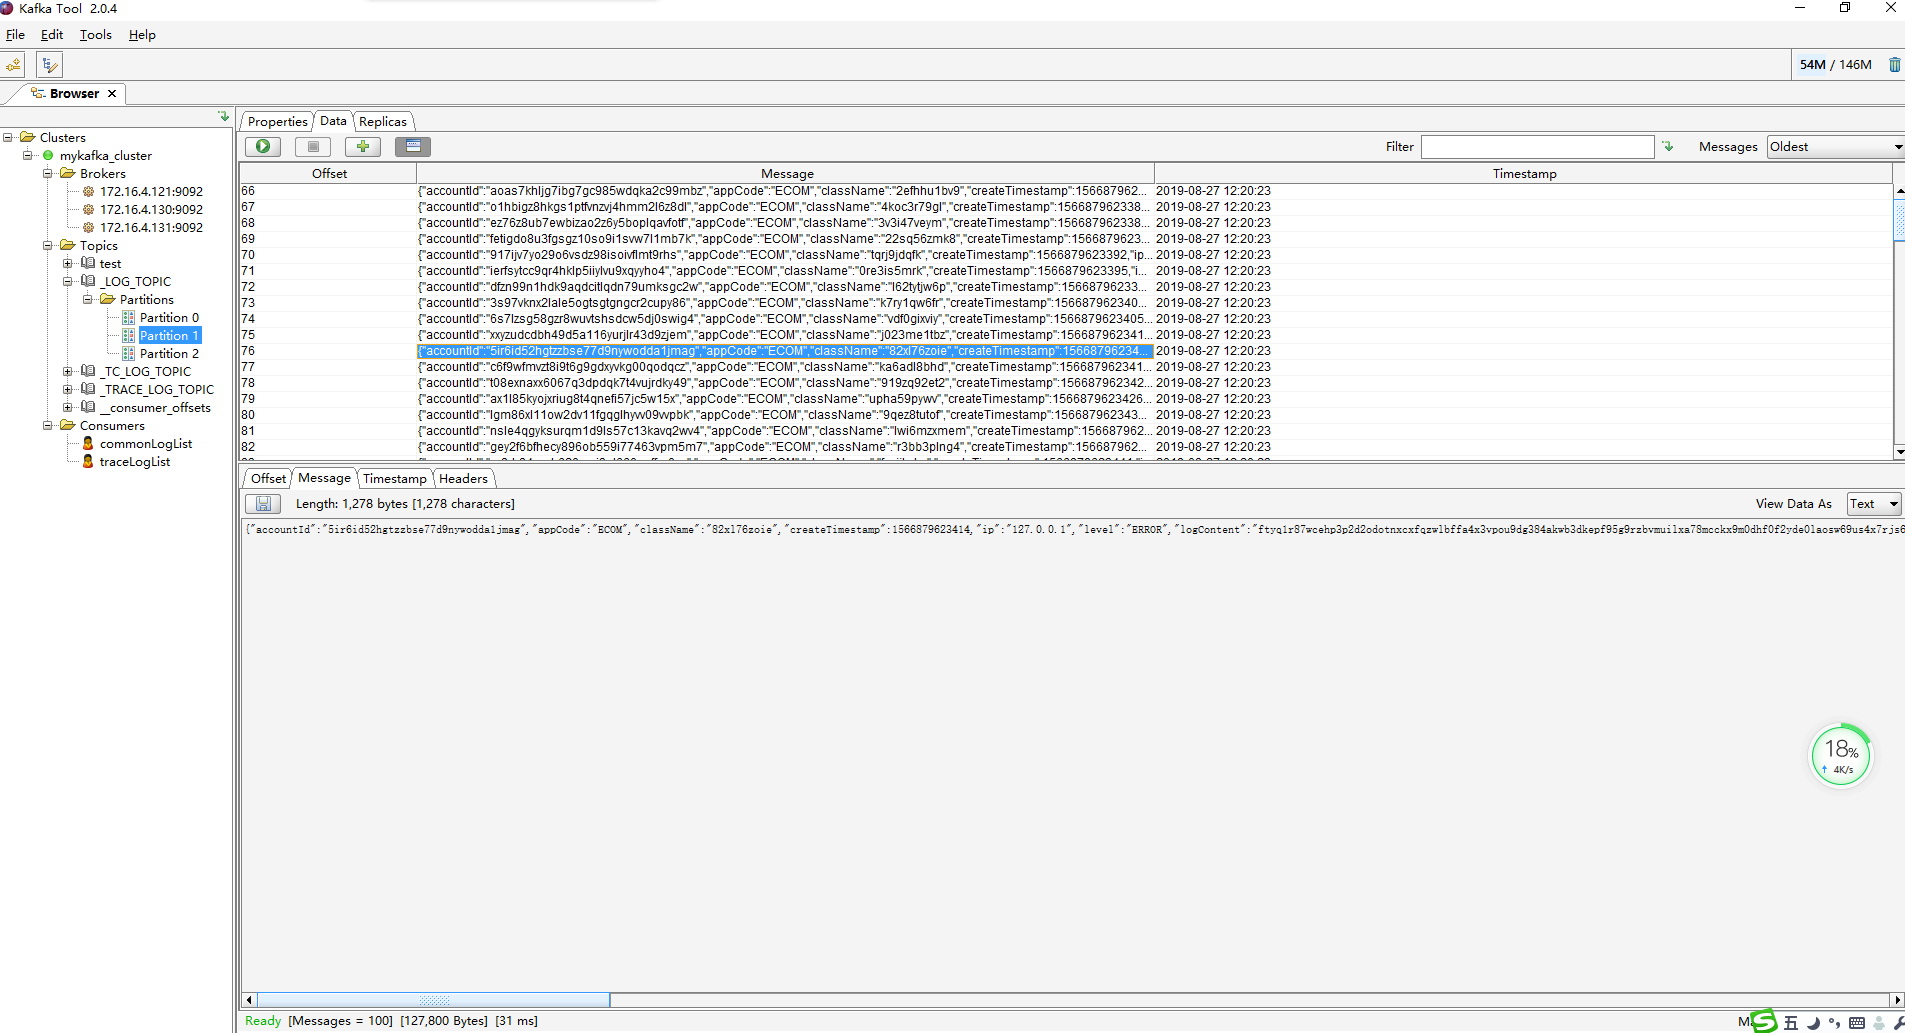 Kafka Tool 2.0.4
File Edit Tools Help
54M / 146M
Browser
Clusters
mykafka_cluster
Brokers
172.16.4.121:9092
172.16.4.130:9092
172.16.4.131:9092
Topics
test
_LOG_TOPIC
Partitions
Partition 0
Partition 1
Partition 2
_TC_LOG_TOPIC
_TRACE_LOG_TOPIC
__consumer_offsets
Consumers
commonLogList
traceLogList
Properties Data Replicas
Filter Messages Oldest
Offset Message Timestamp
66 {"accountId":"aoas7khljg7ibg7gc985wdqka2c99mbz","appCode":"ECOM","className":"2efhhu1bv9","createTimestamp":156687962... 2019-08-27 12:20:23
67 {"accountId":"o1hbigz8hkgs1ptfvnzvj4hmm2l6z8dl","appCode":"ECOM","className":"4koc3r79gl","createTimestamp":156687962338... 2019-08-27 12:20:23
68 {"accountId":"ez76z8ub7ewbizao2z6y5boplqavfotf","appCode":"ECOM","className":"3v3i47veym","createTimestamp":156687962338... 2019-08-27 12:20:23
69 {"accountId":"fetigdo8u3fgsgz10so9i1svw7l1mb7k","appCode":"ECOM","className":"22sq56zmk8","createTimestamp":1566879623... 2019-08-27 12:20:23
70 {"accountId":"917ijv7yo29o6vsdz98isoivflmt9rhs","appCode":"ECOM","className":"tqrj9jdqfk","createTimestamp":1566879623392,"ip... 2019-08-27 12:20:23
71 {"accountId":"ierfsytcc9qr4hklp5iiylvu9xqyyho4","appCode":"ECOM","className":"0re3is5mrk","createTimestamp":1566879623395,"i... 2019-08-27 12:20:23
72 {"accountId":"dfzn99n1hdk9aqdcitlqdn79umksgc2w","appCode":"ECOM","className":"l62tytjw6p","createTimestamp":15668796233... 2019-08-27 12:20:23
73 {"accountId":"3s97vknx2lale5ogtsgtgngcr2cupy86","appCode":"ECOM","className":"k7ry1qw6fr","createTimestamp":156687962340... 2019-08-27 12:20:23
74 {"accountId":"6s7lzsg58gzr8wuvtshsdcw5dj0swig4","appCode":"ECOM","className":"vdf0gixviy","createTimestamp":1566879623405... 2019-08-27 12:20:23
75 {"accountId":"xxyzudcdbh49d5a116yurjlr43d9zjem","appCode":"ECOM","className":"j023me1tbz","createTimestamp":156687962341... 2019-08-27 12:20:23
76 {"accountId":"5ir6id52hgtzzbse77d9nywodda1jmag","appCode":"ECOM","className":"82xl76zoie","createTimestamp":15668796234... 2019-08-27 12:20:23
77 {"accountId":"c6f9wfmvzt8i9t6g9gdxyvkg00qodqcz","appCode":"ECOM","className":"ka6adl8bhd","createTimestamp":156687962341... 2019-08-27 12:20:23
78 {"accountId":"t08exnaxx6067q3dpdqk7t4vujrdky49","appCode":"ECOM","className":"919zq92et2","createTimestamp":156687962342... 2019-08-27 12:20:23
79 {"accountId":"ax1l85kyojxriug8t4qnefi57jc5w15x","appCode":"ECOM","className":"upha59pywv","createTimestamp":1566879623426... 2019-08-27 12:20:23
80 {"accountId":"lgm86xl11ow2dv11fgqglhyvv09vvpbk","appCode":"ECOM","className":"9qez8tutof","createTimestamp":156687962343... 2019-08-27 12:20:23
81 {"accountId":"nsle4qgyksurqm1d9ls57c13kavq2wv4","appCode":"ECOM","className":"lwi6mzxmem","createTimestamp":156687962... 2019-08-27 12:20:23
82 {"accountId":"gey2f6bfhecy896ob559i77463vpm5m7","appCode":"ECOM","className":"r3bb3plng4","createTimestamp":156687962... 2019-08-27 12:20:23
Offset Message Timestamp Headers
Length: 1,278 bytes [1,278 characters] View Data As Text
{"accountId":"5ir6id52hgtzzbse77d9nywodda1jmag","appCode":"ECOM","className":"82xl76zoie","createTimestamp":1566879623414,"ip":"127.0.0.1","level":"ERROR","logContent":"ftyq1r87wcehp3p2d2odotnxcxfqzwlbffa4x3vpou9dg384akwb3dkepf95g9rzbvmuilxa78mcckx9m0dhf0f2yde0laosw69us4x7rjs6
18%
4K/s
Ready [Messages = 100] [127,800 Bytes] [31 ms]
五